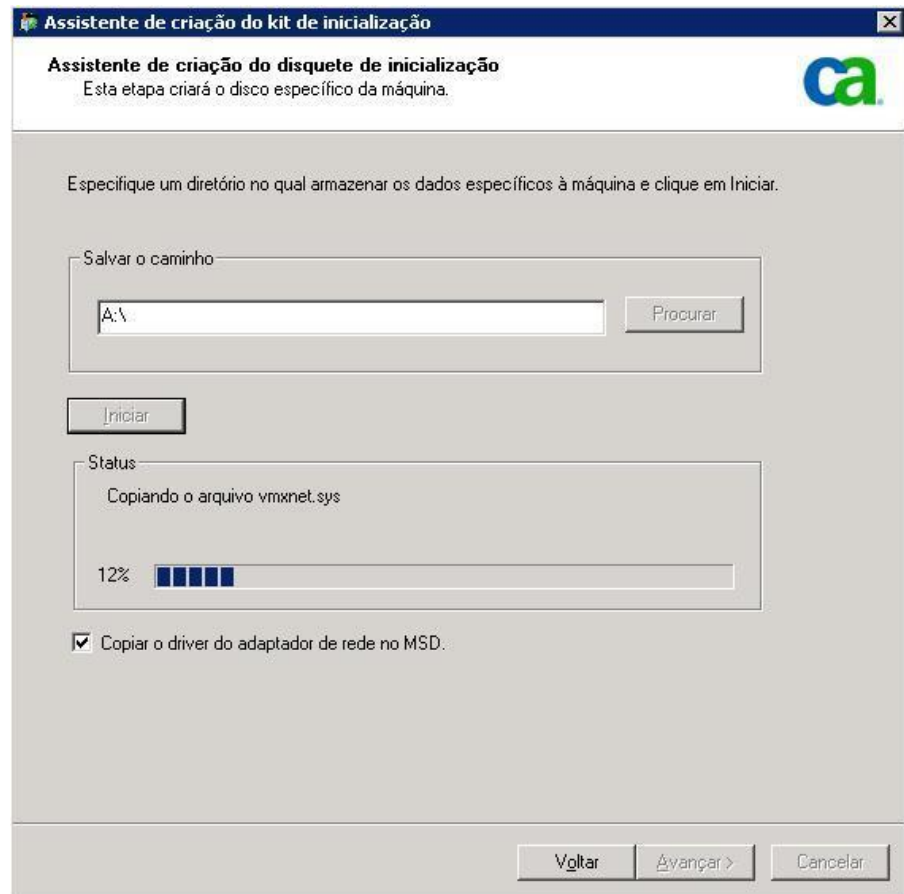 Assistente de criação do kit de inicialização
Assistente de criação do disquete de inicialização
Esta etapa criará o disco específico da máquina.
ca
Especifique um diretório no qual armazenar os dados específicos à máquina e clique em Iniciar.
Salvar o caminho
A:\
Procurar
Iniciar
Status
Copiando o arquivo vmxnet.sys
12%
Copiar o driver do adaptador de rede no MSD.
Voltar
Avançar >
Cancelar